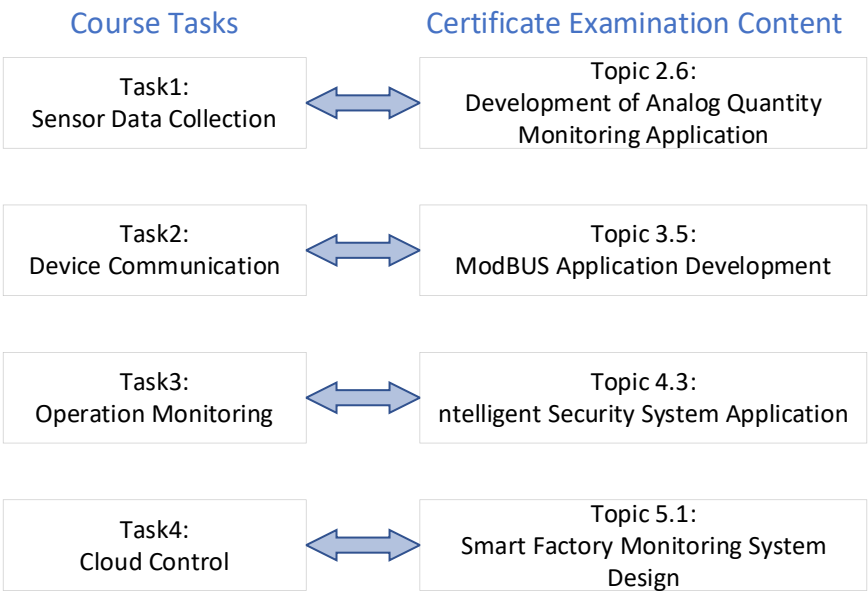 Course Tasks
Certificate Examination Content
Task1:
Sensor Data Collection
Topic 2.6:
Development of Analog Quantity
Monitoring Application
Task2:
Device Communication
Topic 3.5:
ModBUS Application Development
Task3:
Operation Monitoring
Topic 4.3:
ntelligent Security System Application
Task4:
Cloud Control
Topic 5.1:
Smart Factory Monitoring System
Design